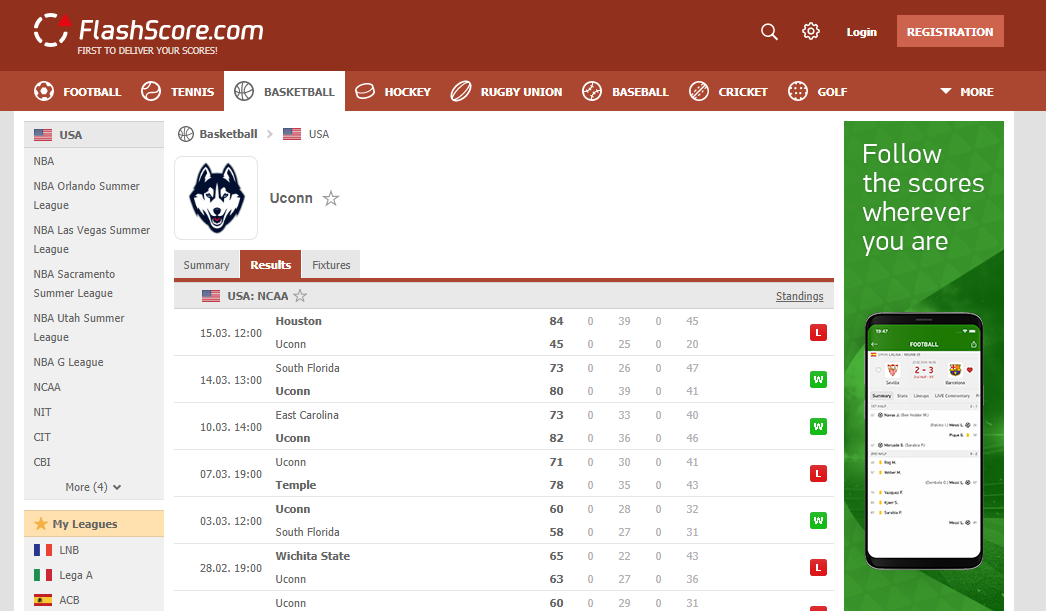 FlashScore.com
FIRST TO DELIVER YOUR SCORES!
Login
REGISTRATION
FOOTBALL TENNIS BASKETBALL HOCKEY RUGBY UNION BASEBALL CRICKET GOLF MORE
USA
NBA
NBA Orlando Summer
League
NBA Las Vegas Summer
League
NBA Sacramento
Summer League
NBA Utah Summer
League
NBA G League
NCAA
NIT
CIT
CBI
More (4)
My Leagues
LNB
Lega A
ACB
Basketball USA
Uconn
Summary Results Fixtures
USA: NCAA Standings
15.03. 12:00
Houston 84 0 39 0 45
Uconn 45 0 25 0 20
L
14.03. 13:00
South Florida 73 0 26 0 47
Uconn 80 0 39 0 41
W
10.03. 14:00
East Carolina 73 0 33 0 40
Uconn 82 0 36 0 46
W
07.03. 19:00
Uconn 71 0 30 0 41
Temple 78 0 35 0 43
L
03.03. 12:00
Uconn 60 0 28 0 32
South Florida 58 0 27 0 31
W
28.02. 19:00
Wichita State 65 0 22 0 43
Uconn 63 0 27 0 36
L
Uconn 60 0 29 0 31
Follow
the scores
wherever
you are
19:47
FOOTBALL
2 - 3
Sevilla Barcelona
Summary Stats Lineups LIVE Commentary